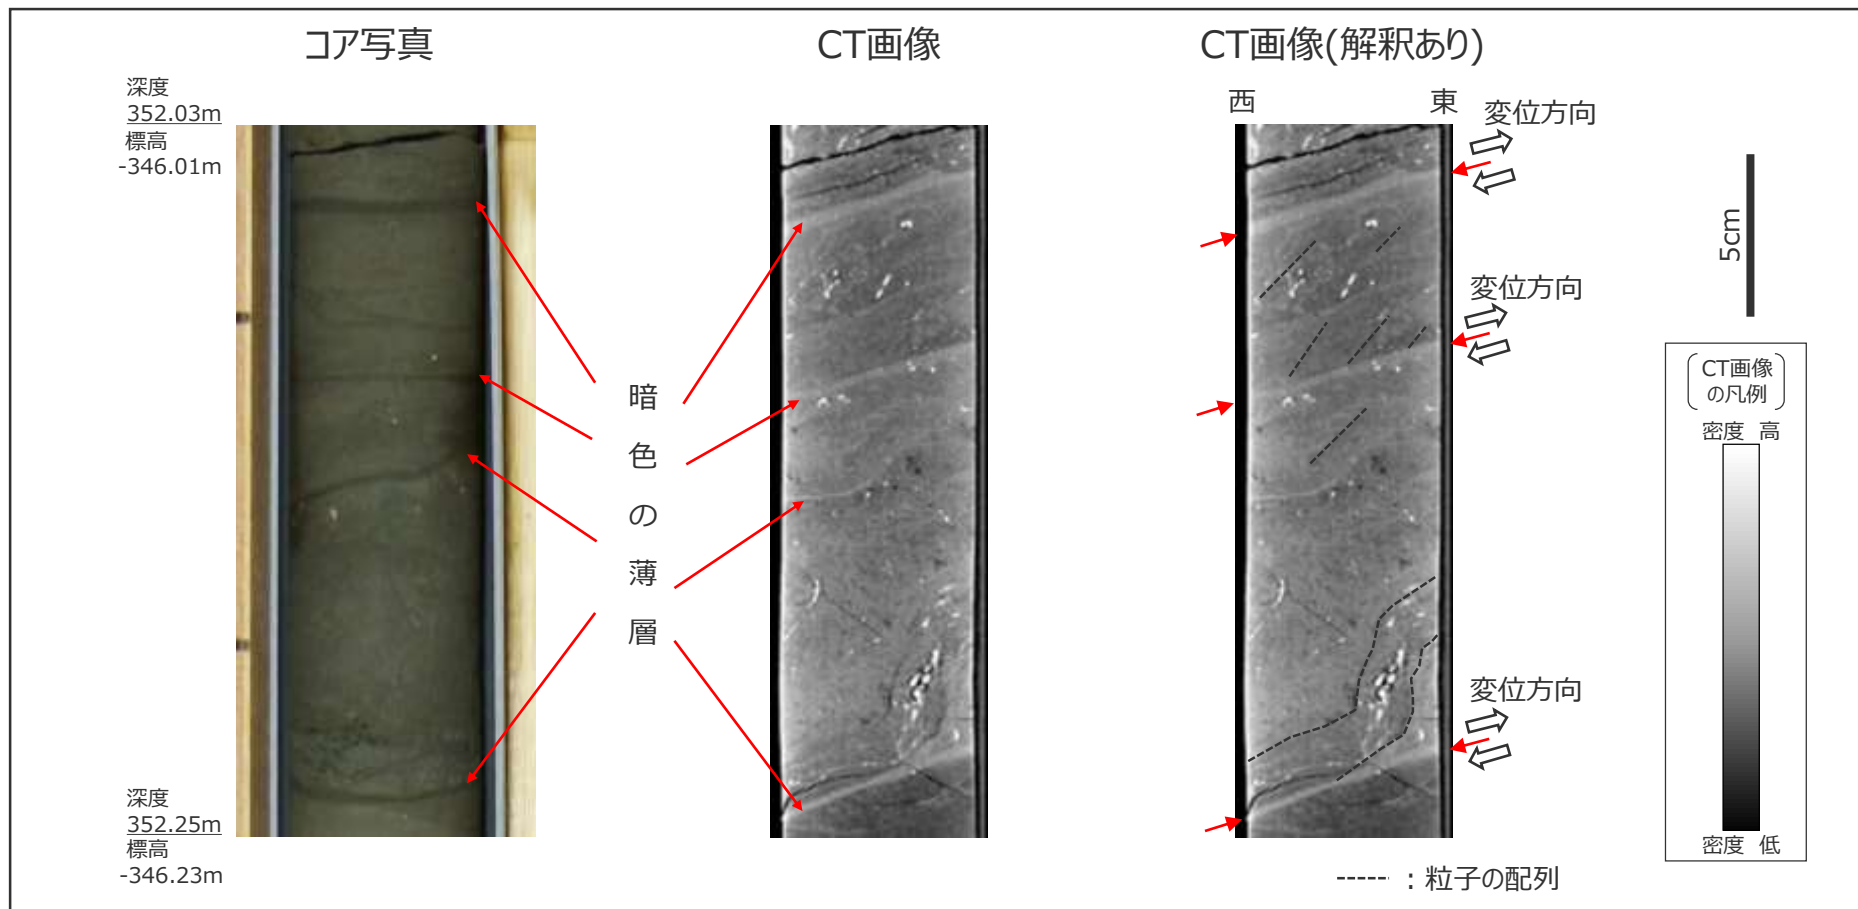 コア写真
CT画像
CT画像(解釈あり)
深度
352.03m
標高
-346.01m
西
東
変位方向
5cm
変位方向
暗色の薄層
CT画像
の凡例
密度 高
変位方向
深度
352.25m
標高
-346.23m
密度 低
:粒子の配列